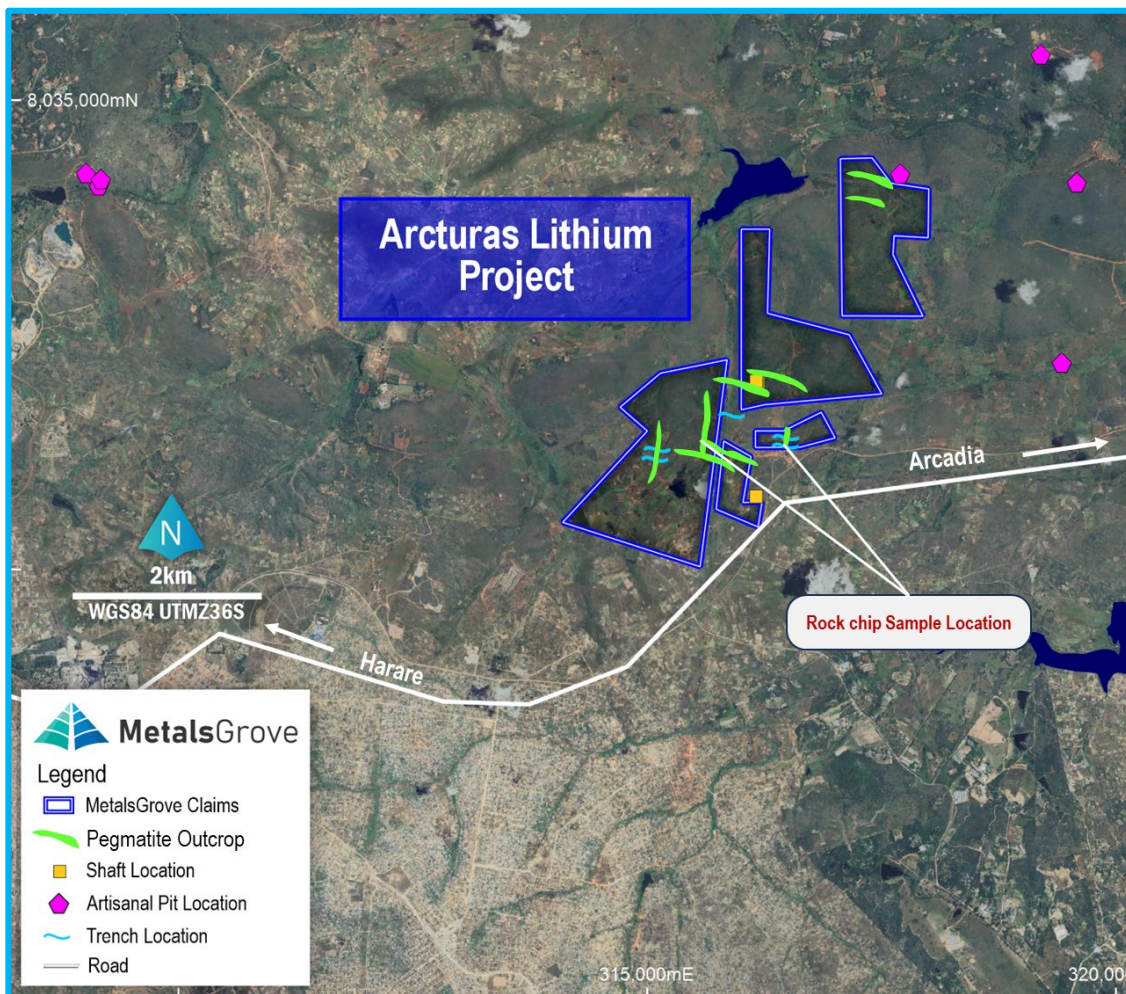 8,035,000mN
Arcturas Lithium
Project
Arcadia
N
2km
WGS84 UTMZ36S
Rock chip Sample Location
Harare
MetalsGrove
Legend
MetalsGrove Claims
Pegmatite Outcrop
Shaft Location
Artisanal Pit Location
Trench Location
Road
315,000mE
320,0